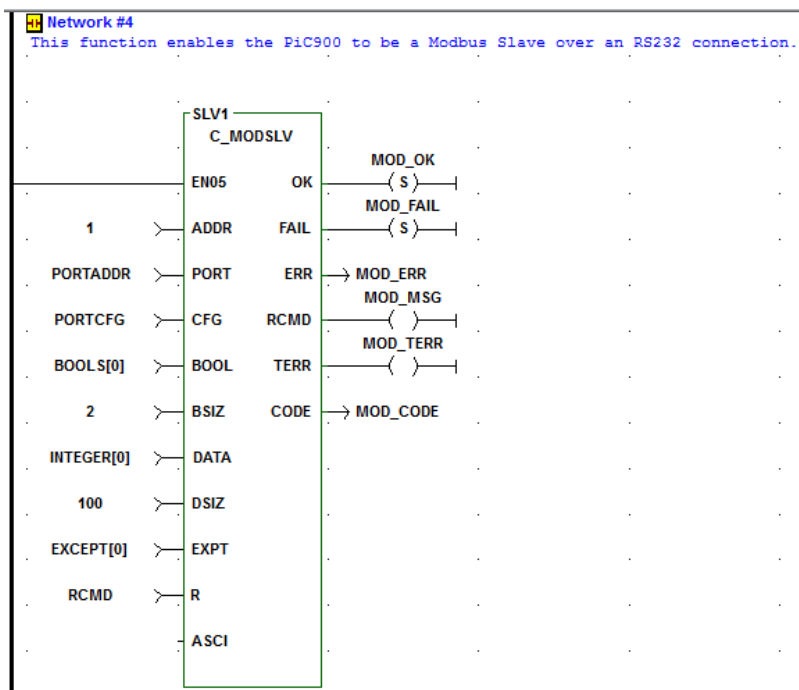 Network #4
This function enables the PiC900 to be a Modbus Slave over an RS232 connection.
SLV1
C_MODSLV
MOD_OK
EN05 OK ( S )
MOD_FAIL
1 ADDR FAIL ( S )
PORTADDR PORT ERR MOD_ERR
MOD_MSG
PORTCFG CFG RCMD ( )
MOD_TERR
BOOLS[0] BOOL TERR ( )
2 BSIZ CODE MOD_CODE
INTEGER[0] DATA
100 DSIZ
EXCEPT[0] EXPT
RCMD R
ASCI